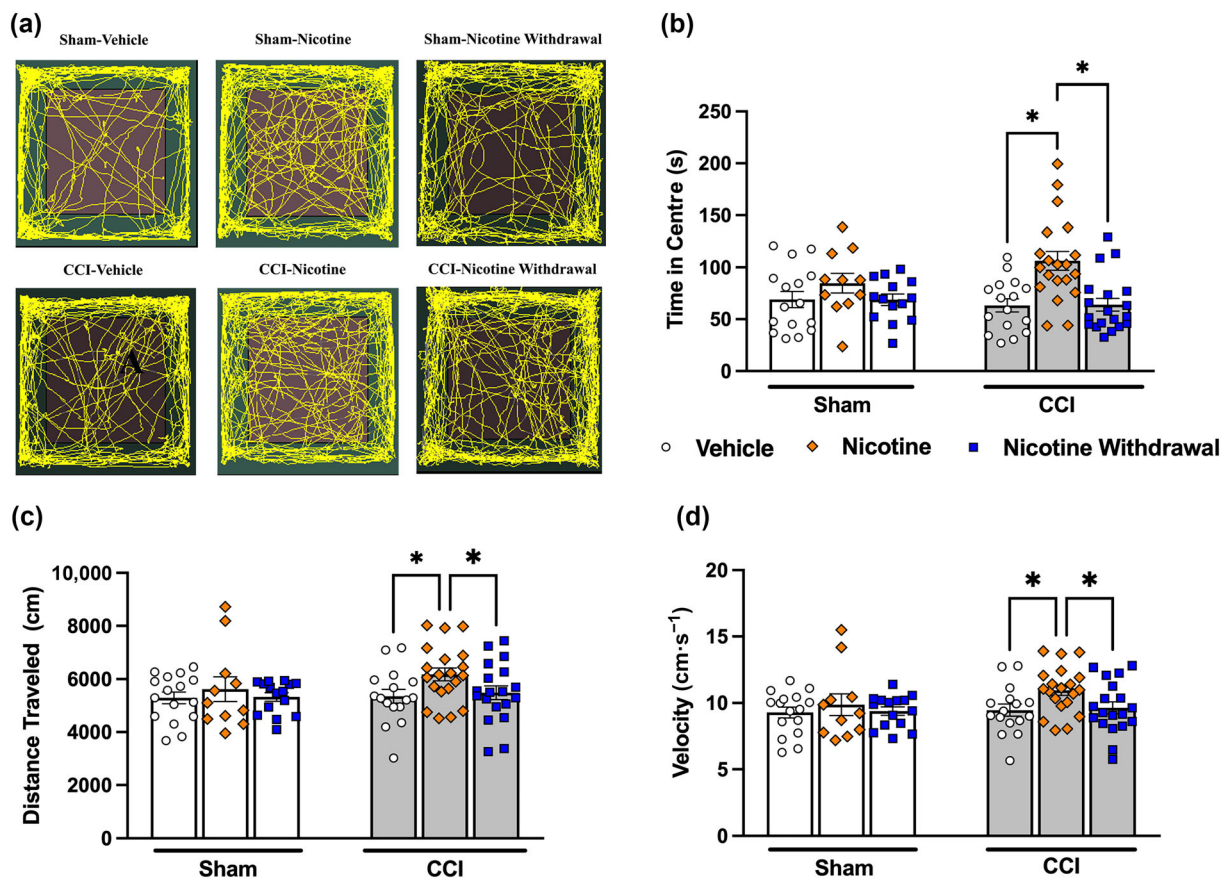 (a)
Sham-Vehicle Sham-Nicotine Sham-Nicotine Withdrawal
CCI-Vehicle CCI-Nicotine CCI-Nicotine Withdrawal
A
(b)
Time in Centre (s)
250
200
150
100
50
0
* *
Sham CCI
Vehicle Nicotine Nicotine Withdrawal
(c)
Distance Traveled (cm)
10,000
8000
6000
4000
2000
0
* *
Sham CCI
(d)
Velocity (cm·s⁻¹)
20
15
10
5
0
* *
Sham CCI